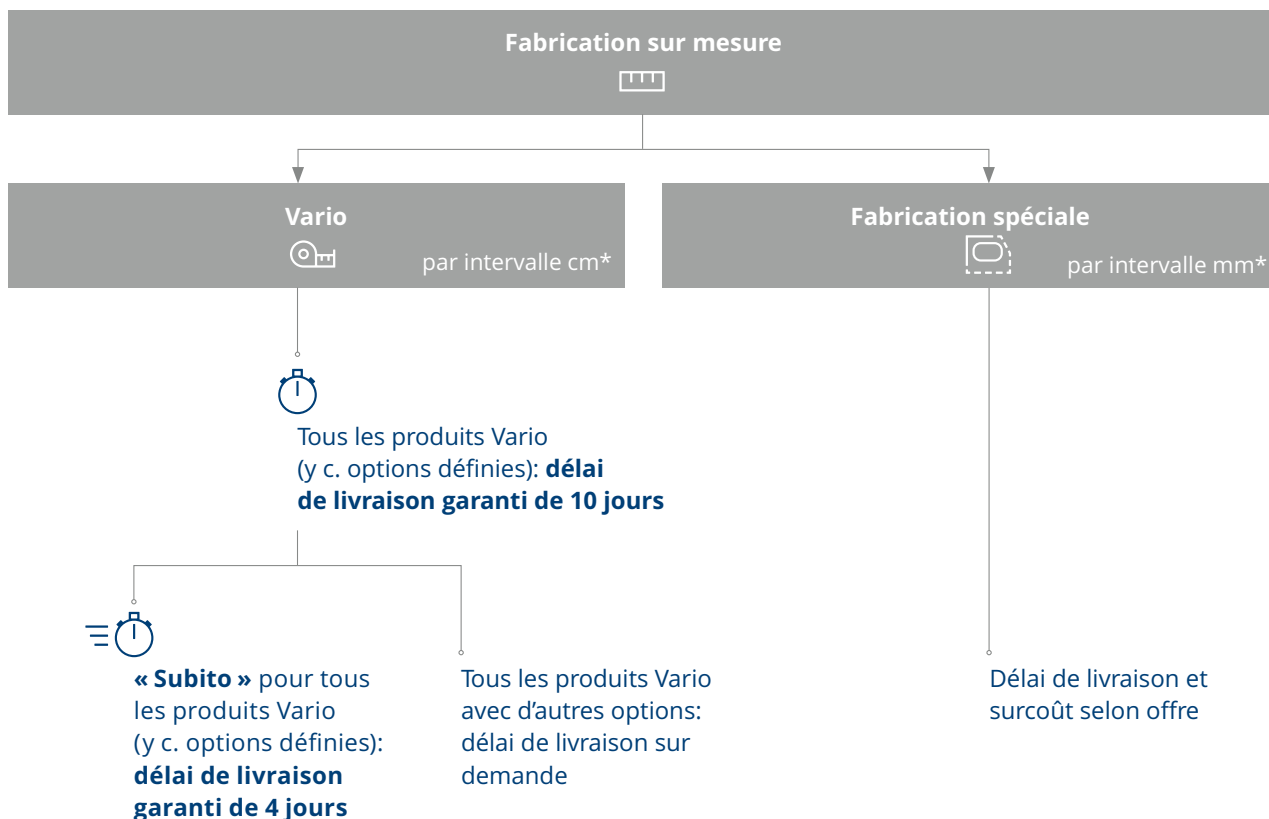 Fabrication sur mesure
Vario
par intervalle cm*
Fabrication spéciale
par intervalle mm*
Tous les produits Vario
(y c. options définies): délai
de livraison garanti de 10 jours
« Subito » pour tous
les produits Vario
(y c. options définies):
délai de livraison
garanti de 4 jours
Tous les produits Vario
avec d’autres options:
délai de livraison sur
demande
Délai de livraison et
surcoût selon offre